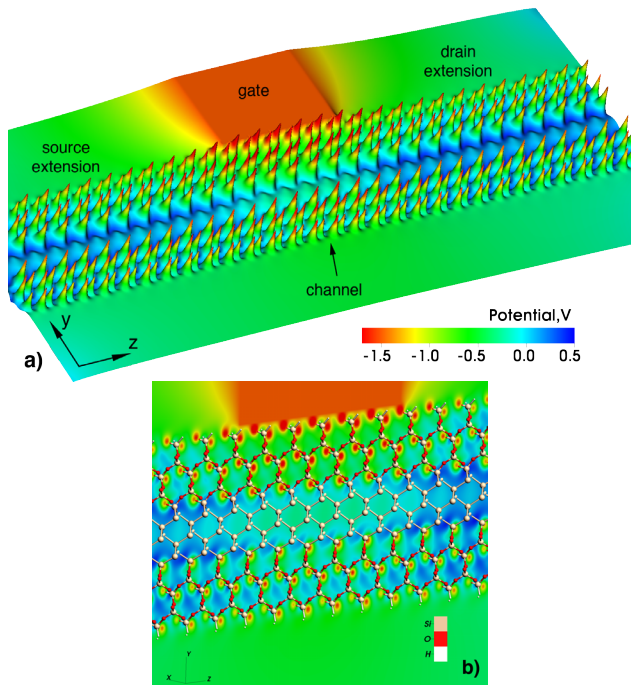 drain
extension
gate
source
extension
channel
y
z
a)
Potential,V
-1.5 -1.0 -0.5 0.0 0.5
Si
O
H
Y
X Z
b)